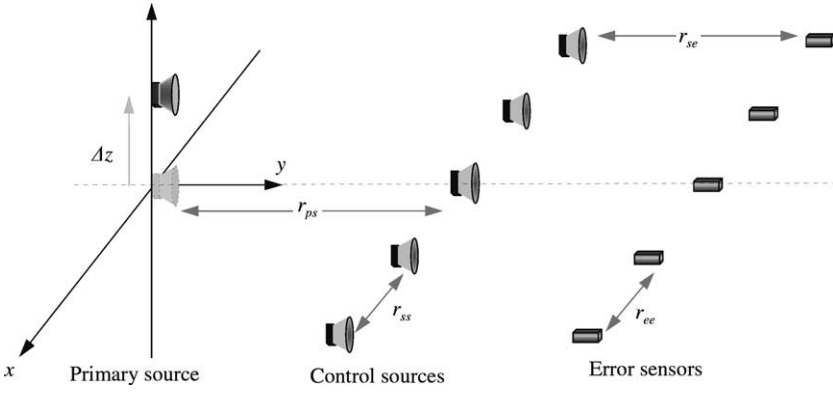 r_se
Δz
y
r_ps
r_ss
r_ee
x
Primary source
Control sources
Error sensors